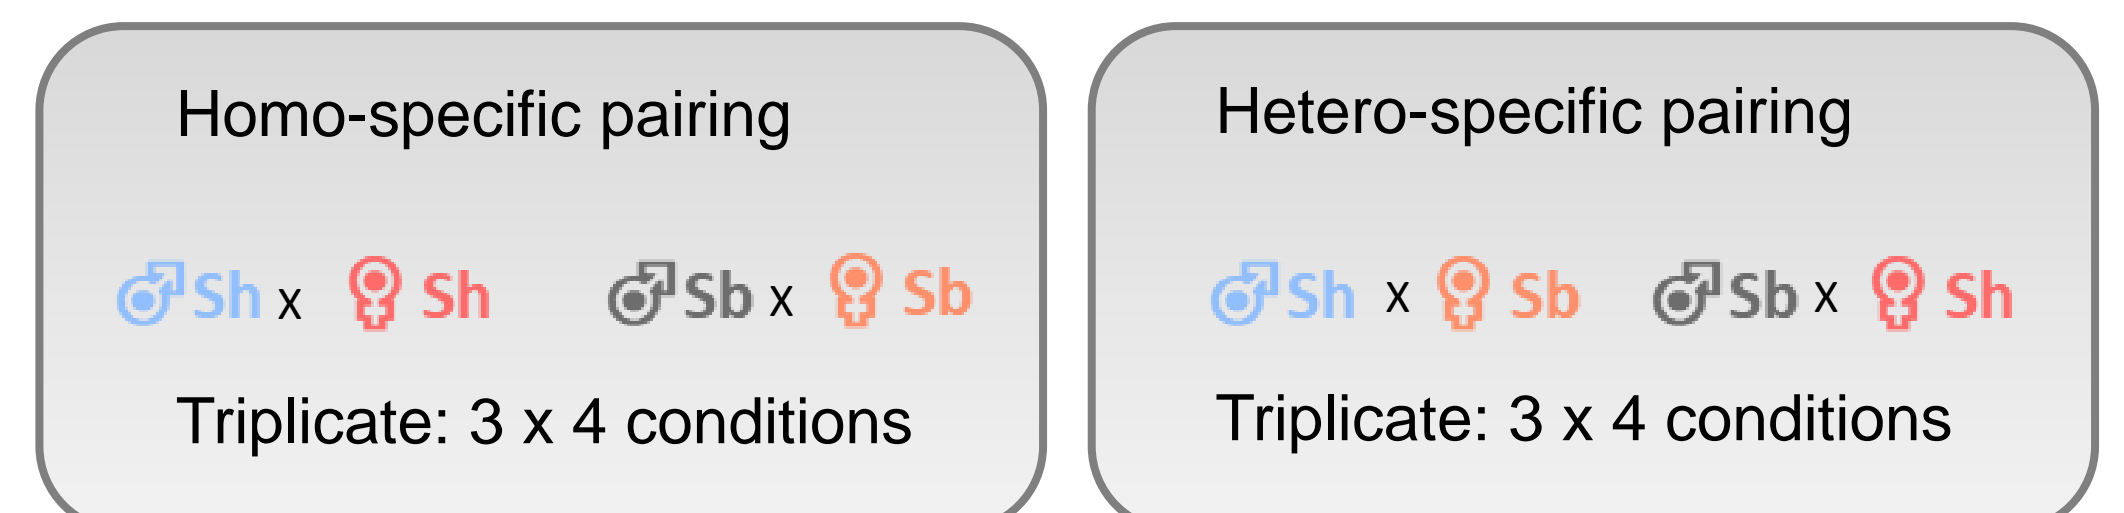 Homo-specific pairing
♂Sh x ♀Sh ♂Sb x ♀Sb
Triplicate: 3 x 4 conditions
Hetero-specific pairing
♂Sh x ♀Sb ♂Sb x ♀Sh
Triplicate: 3 x 4 conditions